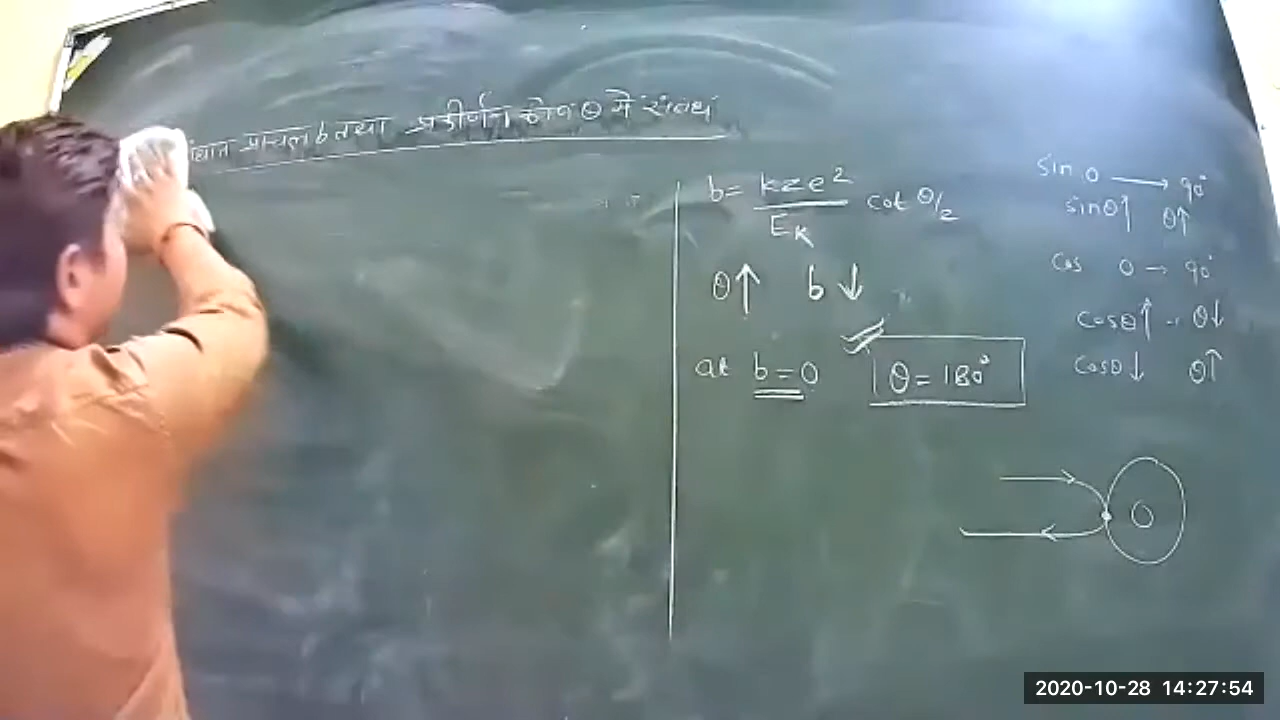 प्राचल b तथा प्रकीर्णन कोण θ में संबंध
b = kze²/E_K cot θ/2
θ↑ b↓
at b = 0 θ = 180°
sin 0 → 90°
sinθ↑ θ↑
cos 0 → 90°
cosθ↑ → θ↓
cosθ↓ θ↑
2020-10-28 14:27:54